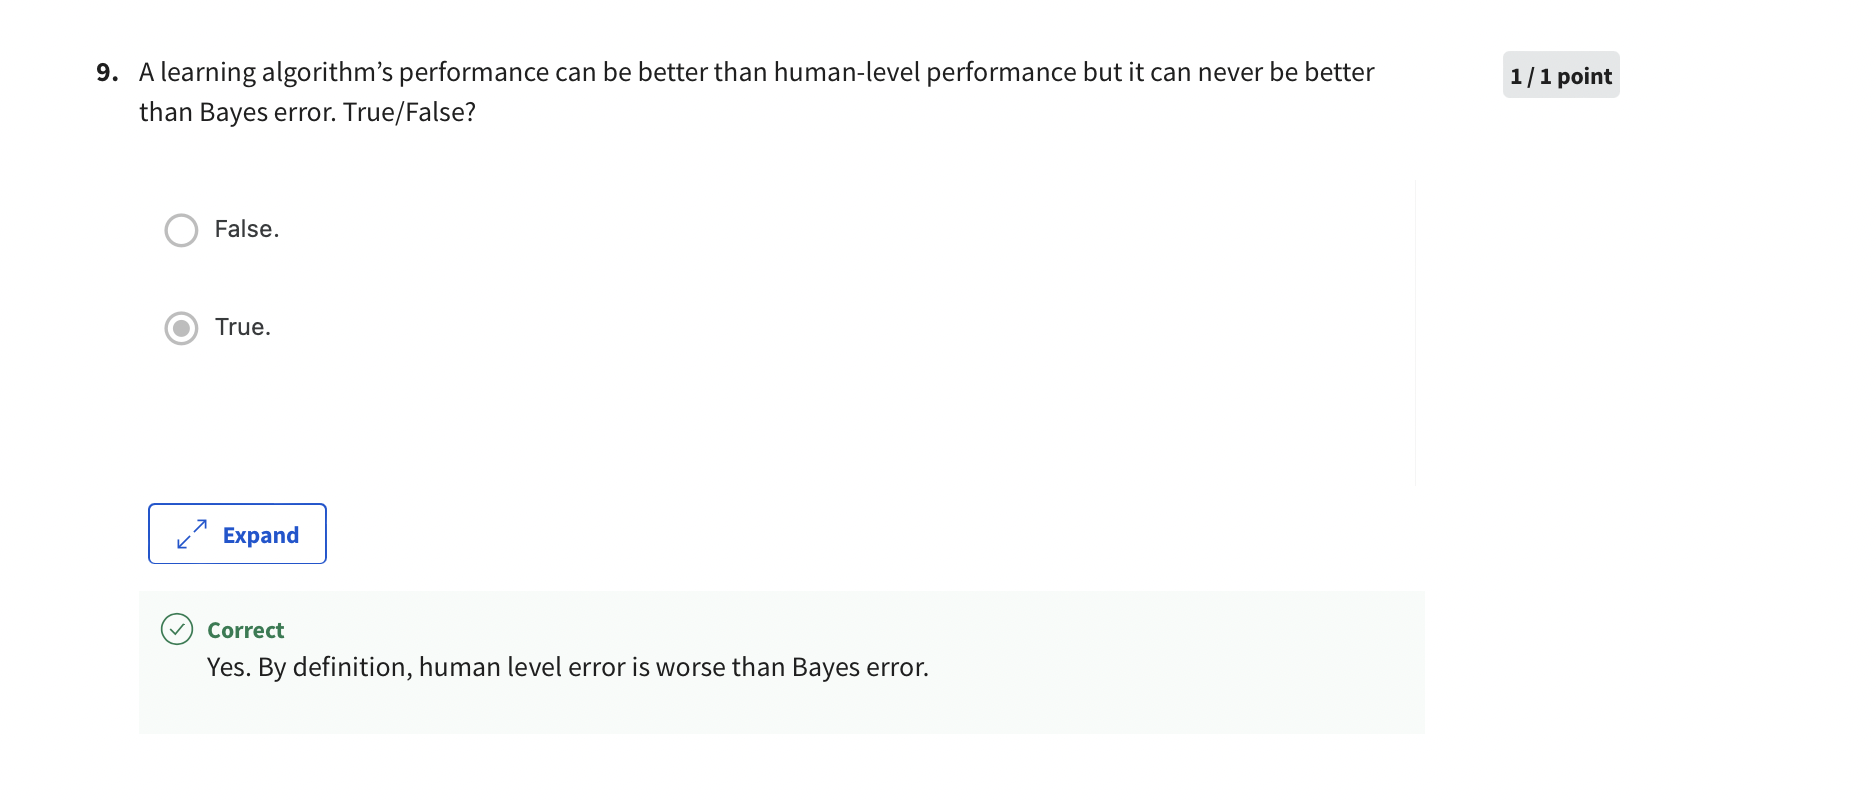 9. A learning algorithm’s performance can be better than human-level performance but it can never be better
than Bayes error. True/False?
1 / 1 point
False.
True.
Expand
Correct
Yes. By definition, human level error is worse than Bayes error.